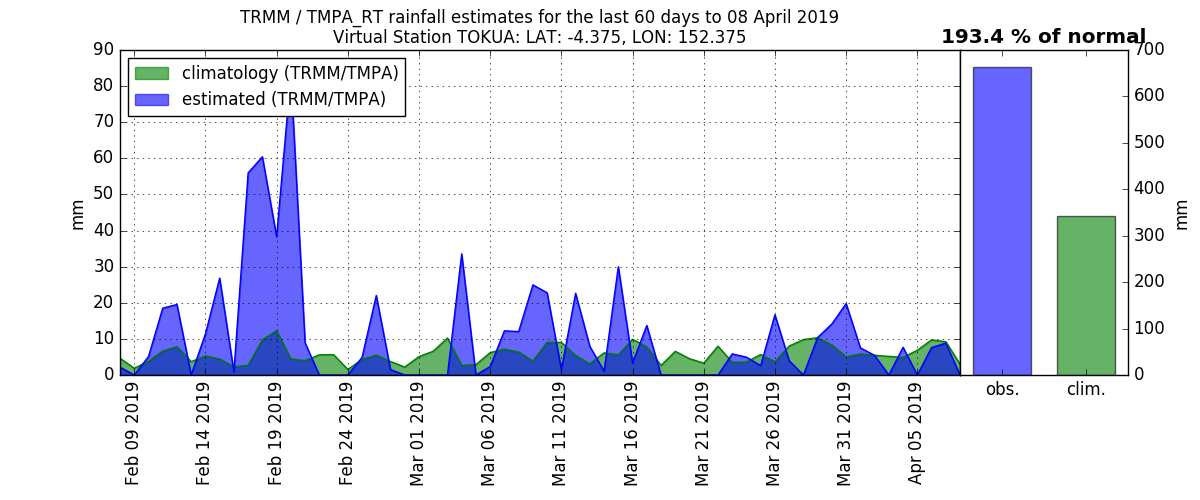 TRMM / TMPA_RT rainfall estimates for the last 60 days to 08 April 2019
Virtual Station TOKUA: LAT: -4.375, LON: 152.375
193.4 % of normal
climatology (TRMM/TMPA)
estimated (TRMM/TMPA)
mm
90
80
70
60
50
40
30
20
10
0
Feb 09 2019
Feb 14 2019
Feb 19 2019
Feb 24 2019
Mar 01 2019
Mar 06 2019
Mar 11 2019
Mar 16 2019
Mar 21 2019
Mar 26 2019
Mar 31 2019
Apr 05 2019
obs.
clim.
700
600
500
400
300
200
100
0
mm